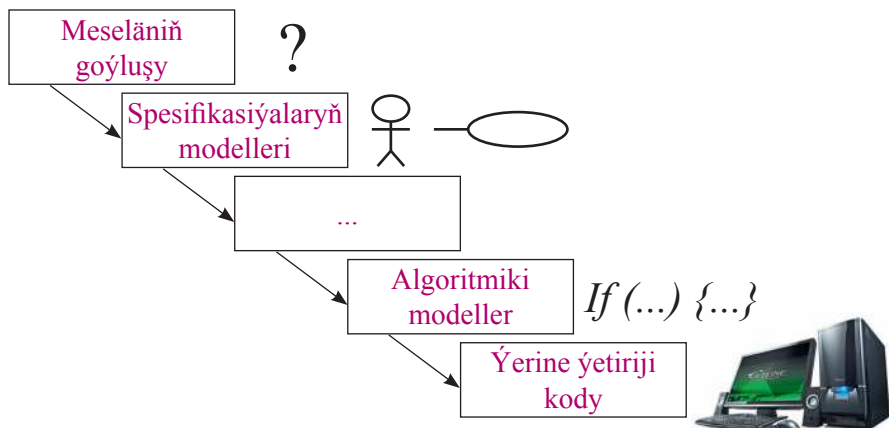 Meseläniň
goýluşy
?
Spesifikasiýalaryň
modelleri
...
Algoritmiki
modeller
If (...) {...}
Ýerine ýetiriji
kody